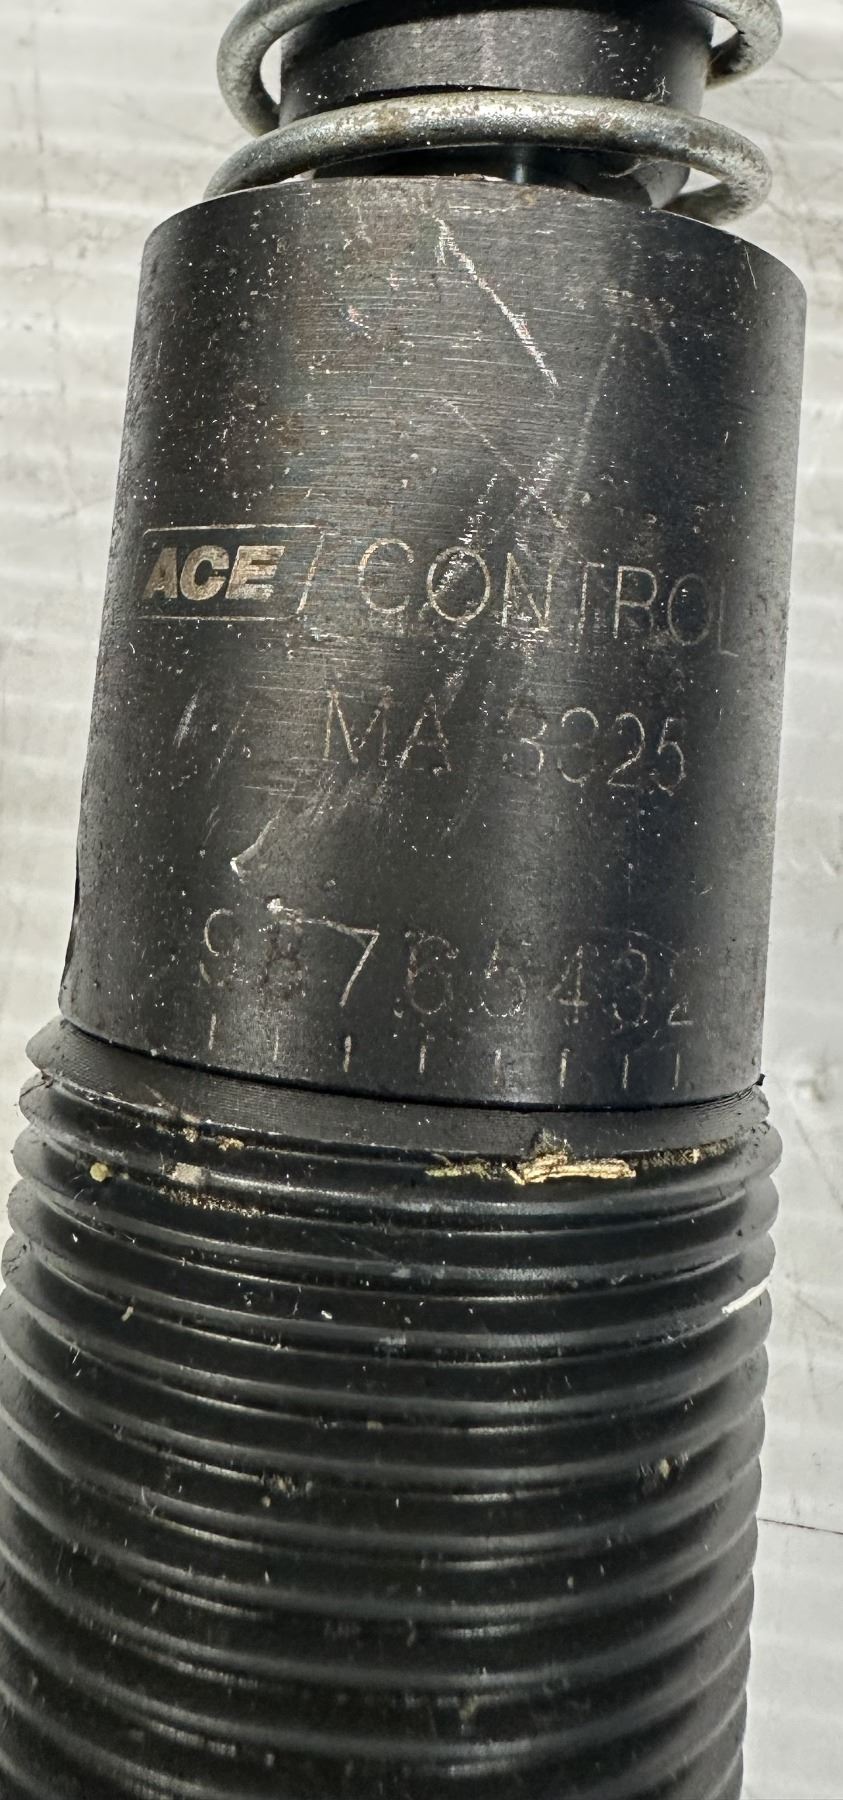 ACE / CONTROL
MA 3325
98765432